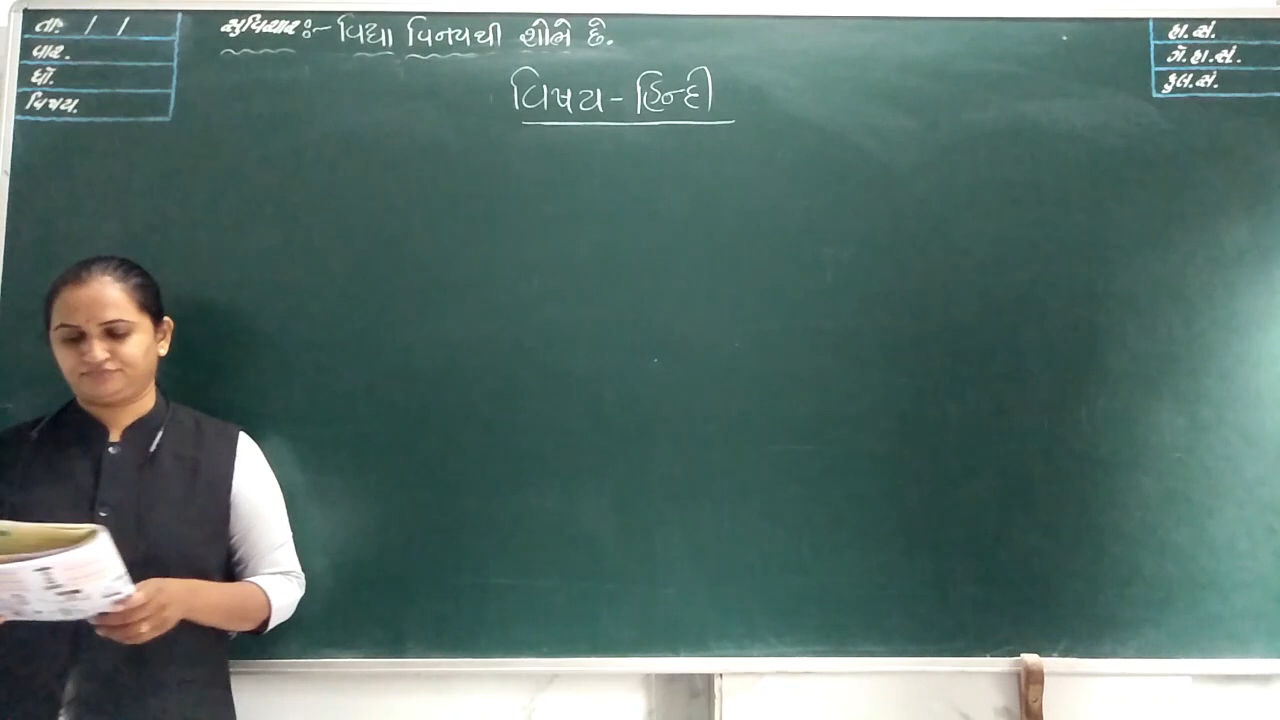 તા. / /
વાર.
ધો.
વિષય.
સુવિચાર:- વિદ્યા વિનયથી શોભે છે.
વિષય - હિન્દી
હા.સં.
ગે.હા.સં.
કુલ.સં.